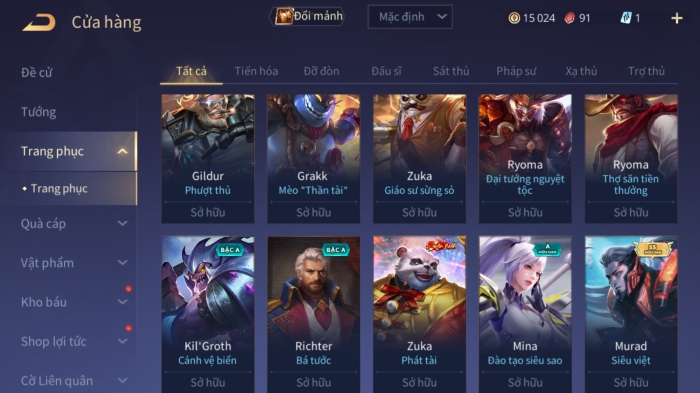 Cửa hàng
Đổi mảnh
Mặc định
15 024
91
1
Đề cử
Tướng
Trang phục
Trang phục
Quà cáp
Vật phẩm
Kho báu
Shop lợi tức
Cờ Liên quân
Tất cả Tiến hóa Đỡ đòn Đấu sĩ Sát thủ Pháp sư Xạ thủ Trợ thủ
Gildur
Phượt thủ
Sở hữu
Grakk
Mèo "Thần tài"
Sở hữu
Zuka
Giáo sư sừng sỏ
Sở hữu
Ryoma
Đại tướng nguyệt
tộc
Sở hữu
Ryoma
Thợ săn tiền
thưởng
Sở hữu
BẬC A
Kil'Groth
Cảnh vệ biển
Sở hữu
BẬC A
Richter
Bá tước
Sở hữu
Zuka
Phát tài
Sở hữu
A
HỮU HẠN
Mina
Đào tạo siêu sao
Sở hữu
SS
HỮU HẠN
Murad
Siêu việt
Sở hữu